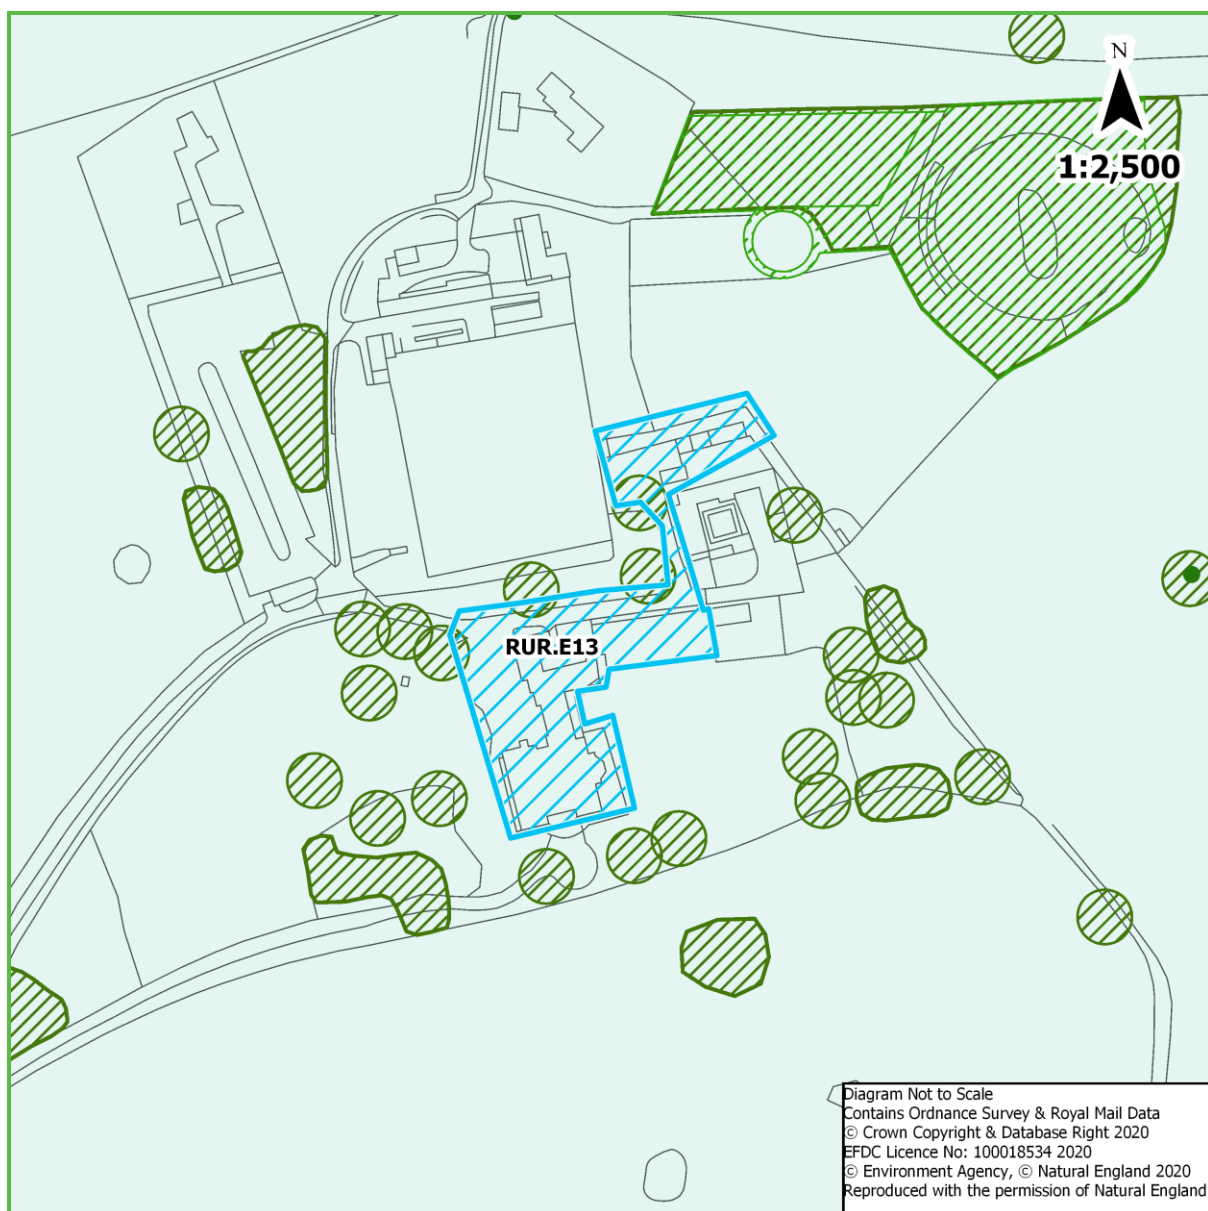 N
1:2,500
RUR.E13
Diagram Not to Scale
Contains Ordnance Survey & Royal Mail Data
© Crown Copyright & Database Right 2020
EFDC Licence No: 100018534 2020
© Environment Agency, © Natural England 2020
Reproduced with the permission of Natural England